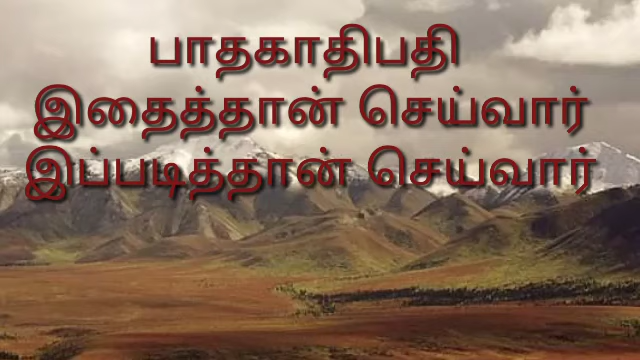 பாதகாதிபதி
இதைத்தான் செய்வார்
இப்படித்தான் செய்வார்